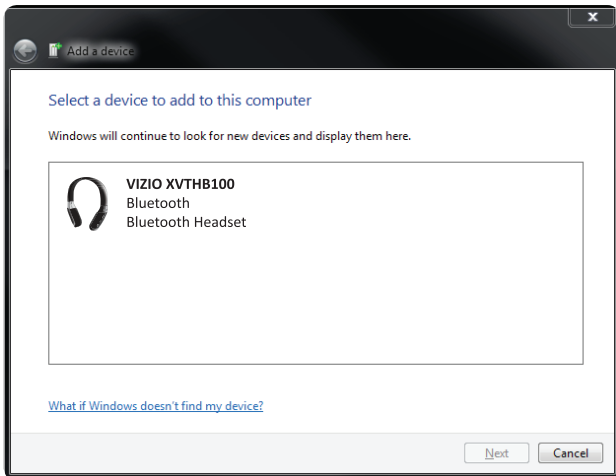 X
Add a device
Select a device to add to this computer
Windows will continue to look for new devices and display them here.
VIZIO XVTHB100
Bluetooth
Bluetooth Headset
What if Windows doesn't find my device?
Next
Cancel